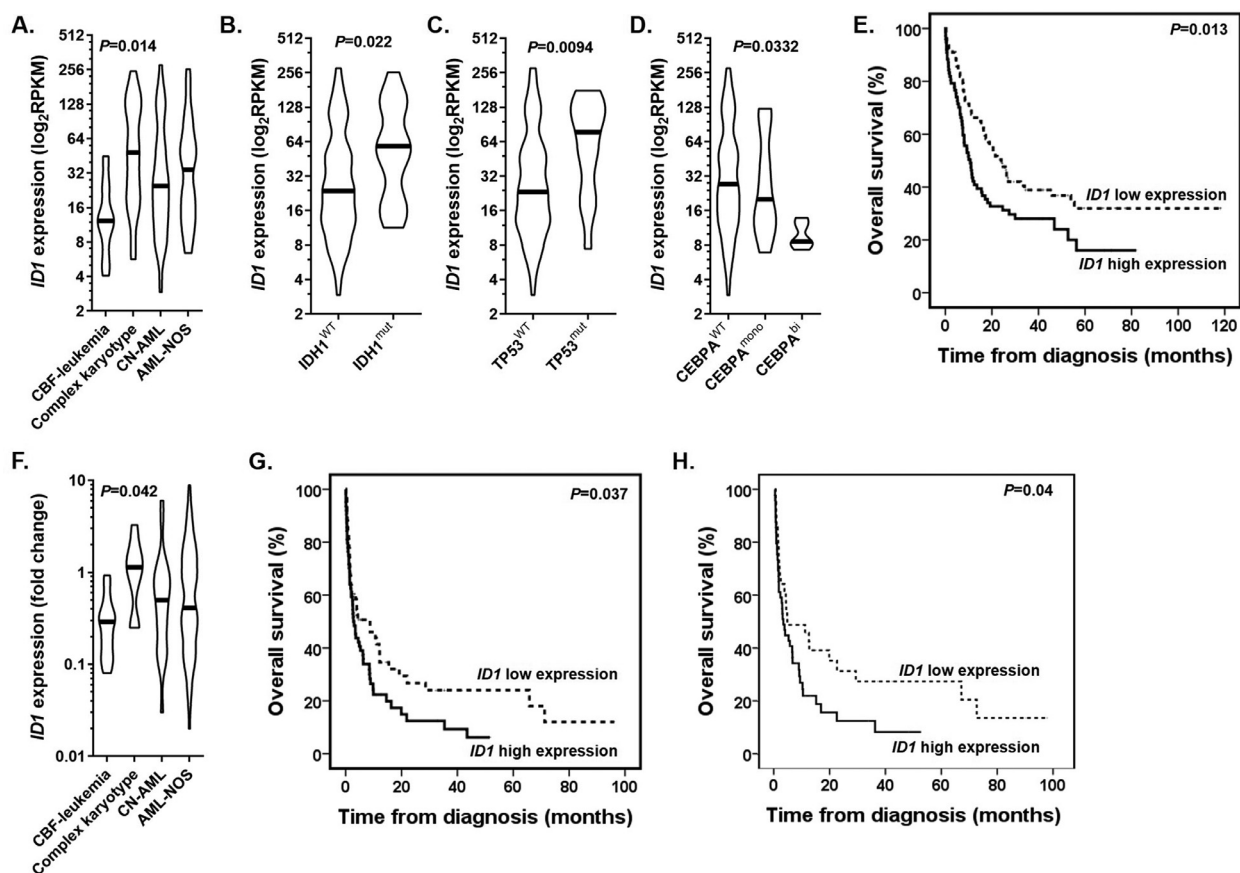 A.
P=0.014
ID1 expression (log2RPKM)
512
256
128
64
32
16
8
4
2
CBF-leukemia
Complex karyotype
CN-AML
AML-NOS
B.
P=0.022
ID1 expression (log2RPKM)
512
256
128
64
32
16
8
4
2
IDH1WT
IDH1mut
C.
P=0.0094
ID1 expression (log2RPKM)
512
256
128
64
32
16
8
4
2
TP53WT
TP53mut
D.
P=0.0332
ID1 expression (log2RPKM)
512
256
128
64
32
16
8
4
2
CEBPAWT
CEBPAmono
CEBPAbi
E.
P=0.013
Overall survival (%)
100
80
60
40
20
0
ID1 low expression
ID1 high expression
0 20 40 60 80 100 120
Time from diagnosis (months)
F.
P=0.042
ID1 expression (fold change)
10
1
0.1
0.01
CBF-leukemia
Complex karyotype
CN-AML
AML-NOS
G.
P=0.037
Overall survival (%)
100
80
60
40
20
0
ID1 low expression
ID1 high expression
0 20 40 60 80 100
Time from diagnosis (months)
H.
P=0.04
Overall survival (%)
100
80
60
40
20
0
ID1 low expression
ID1 high expression
0 20 40 60 80 100
Time from diagnosis (months)